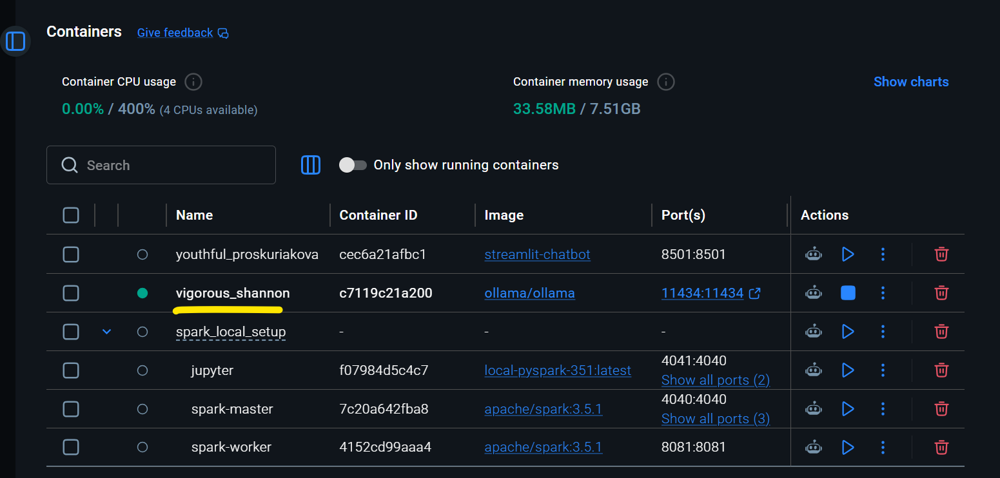 Containers Give feedback
Container CPU usage Container memory usage Show charts
0.00% / 400% (4 CPUs available) 33.58MB / 7.51GB
Search Only show running containers
Name Container ID Image Port(s) Actions
youthful_proskuriakova cec6a21afbc1 streamlit-chatbot 8501:8501
vigorous_shannon c7119c21a200 ollama/ollama 11434:11434
spark_local_setup - - -
jupyter f07984d5c4c7 local-pyspark-351:latest 4041:4040
Show all ports (2)
spark-master 7c20a642fba8 apache/spark:3.5.1 4040:4040
Show all ports (3)
spark-worker 4152cd99aaa4 apache/spark:3.5.1 8081:8081